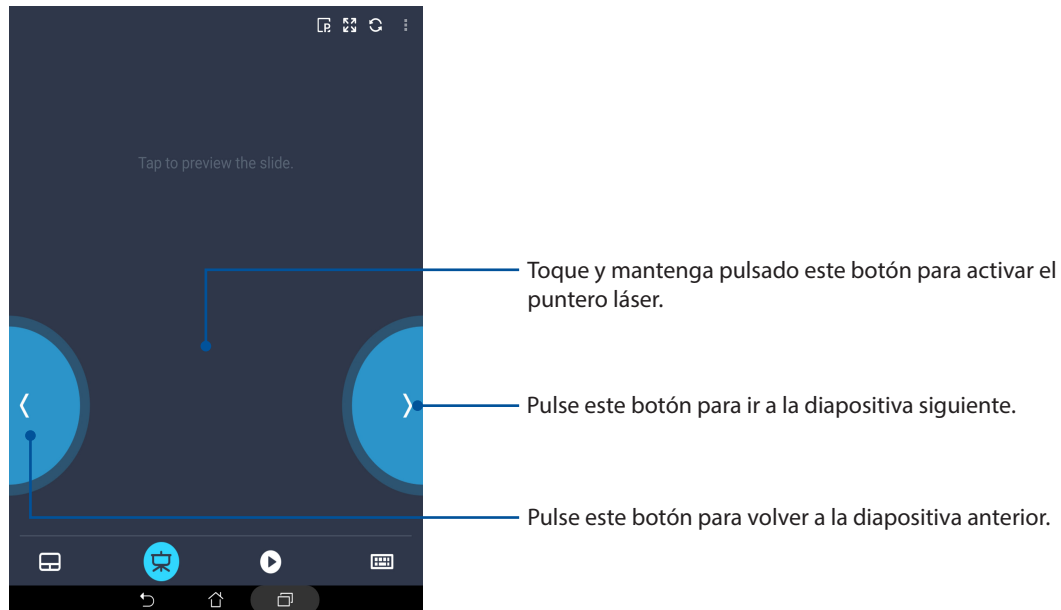 Tap to preview the slide.
Toque y mantenga pulsado este botón para activar el
puntero láser.
Pulse este botón para ir a la diapositiva siguiente.
Pulse este botón para volver a la diapositiva anterior.